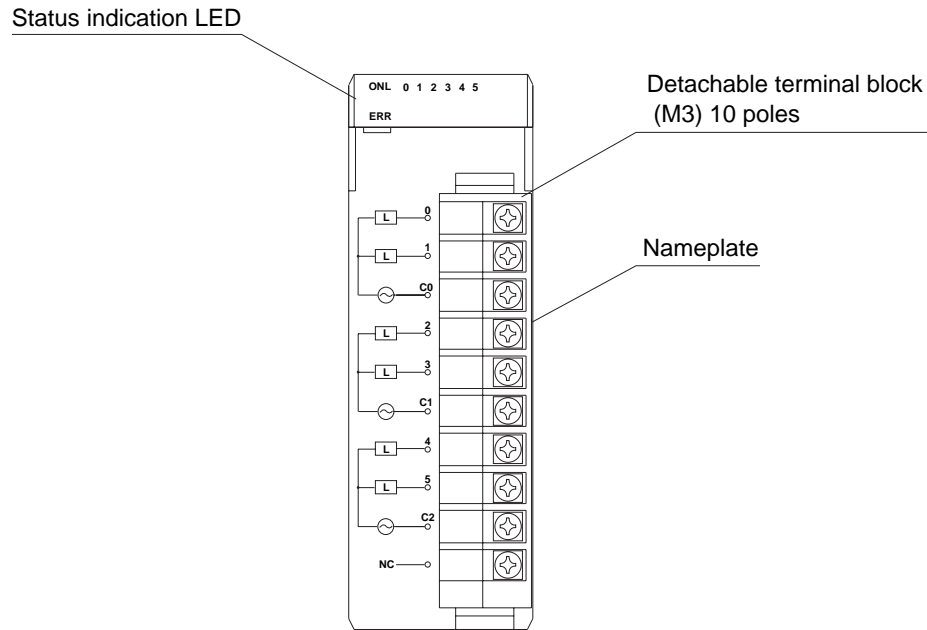 Status indication LED
ONL 0 1 2 3 4 5
ERR
Detachable terminal block
(M3) 10 poles
Nameplate
L 0
L 1
C0
L 2
L 3
C1
L 4
L 5
C2
NC